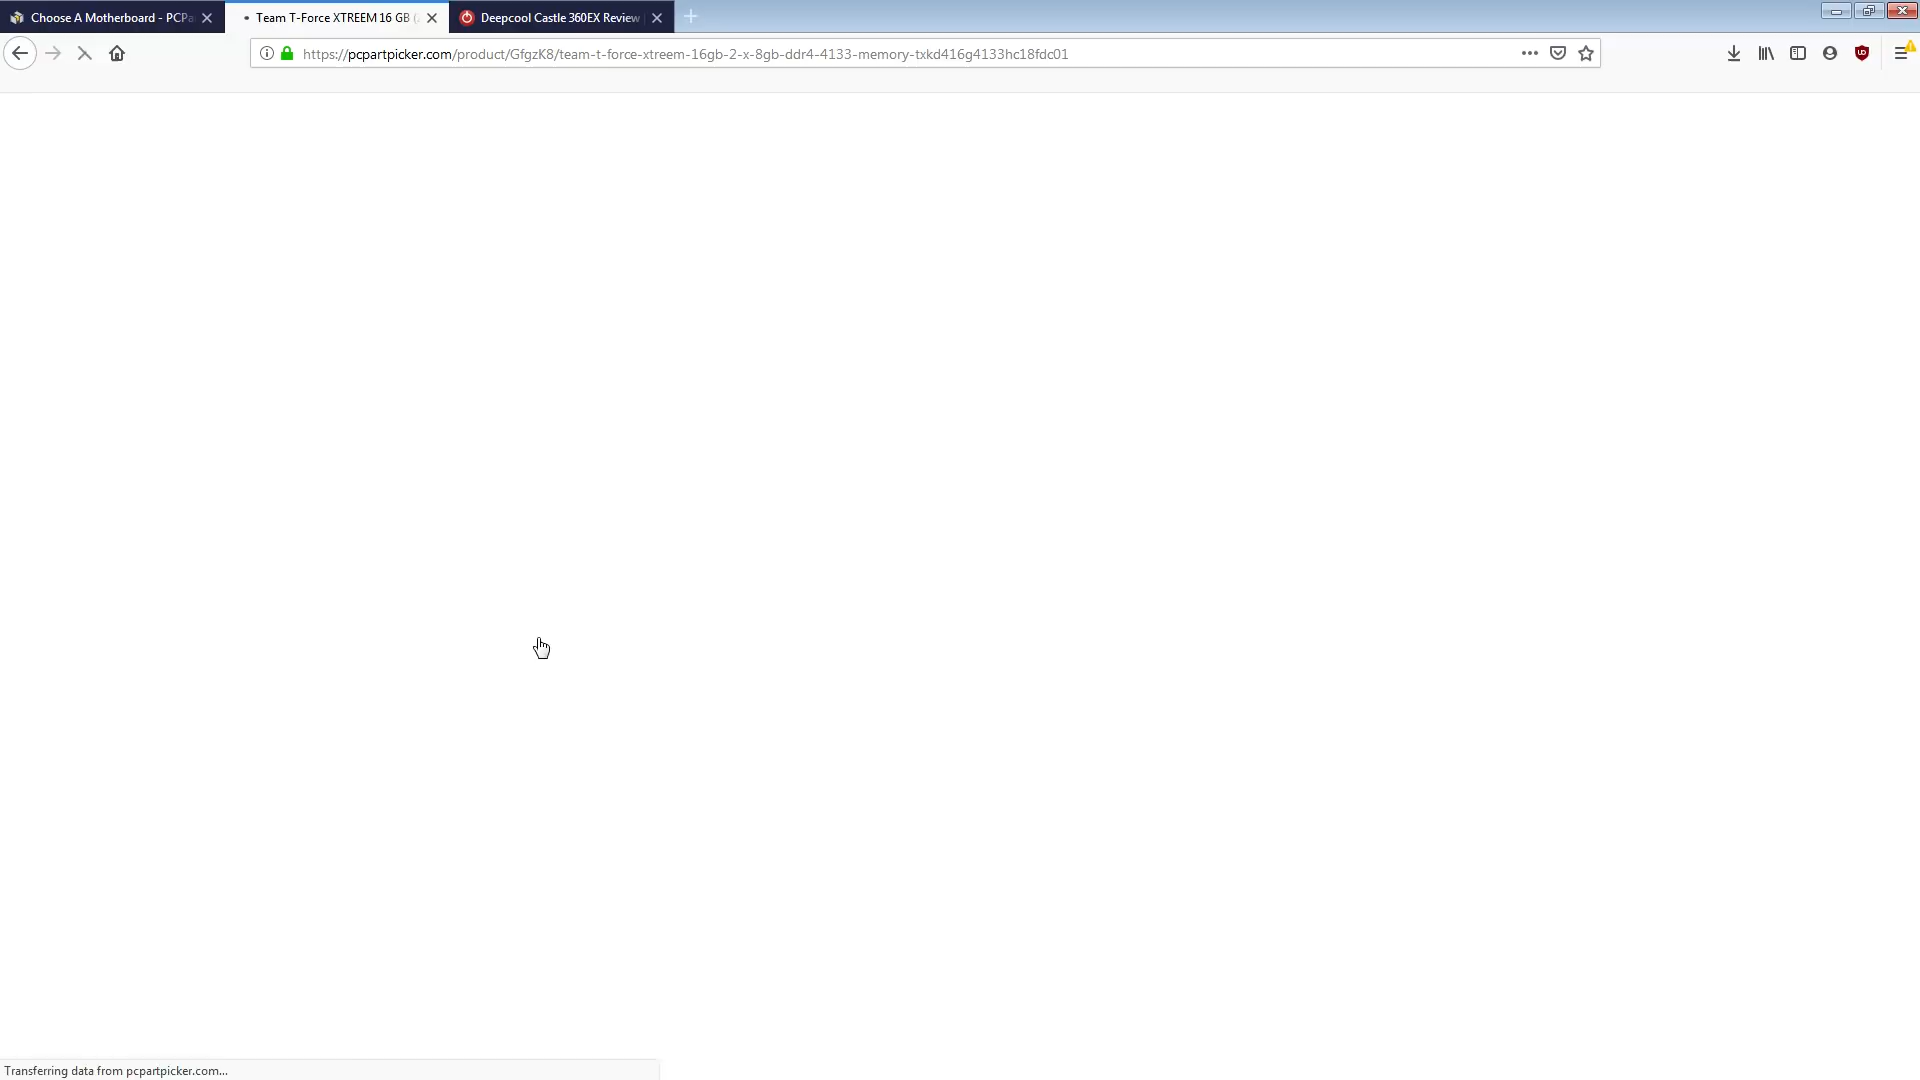 Choose A Motherboard - PCPa
Team T-Force XTREEM 16 GB (
Deepcool Castle 360EX Review
https://pcpartpicker.com/product/GfgzK8/team-t-force-xtreem-16gb-2-x-8gb-ddr4-4133-memory-txkd416g4133hc18fdc01
Transferring data from pcpartpicker.com...